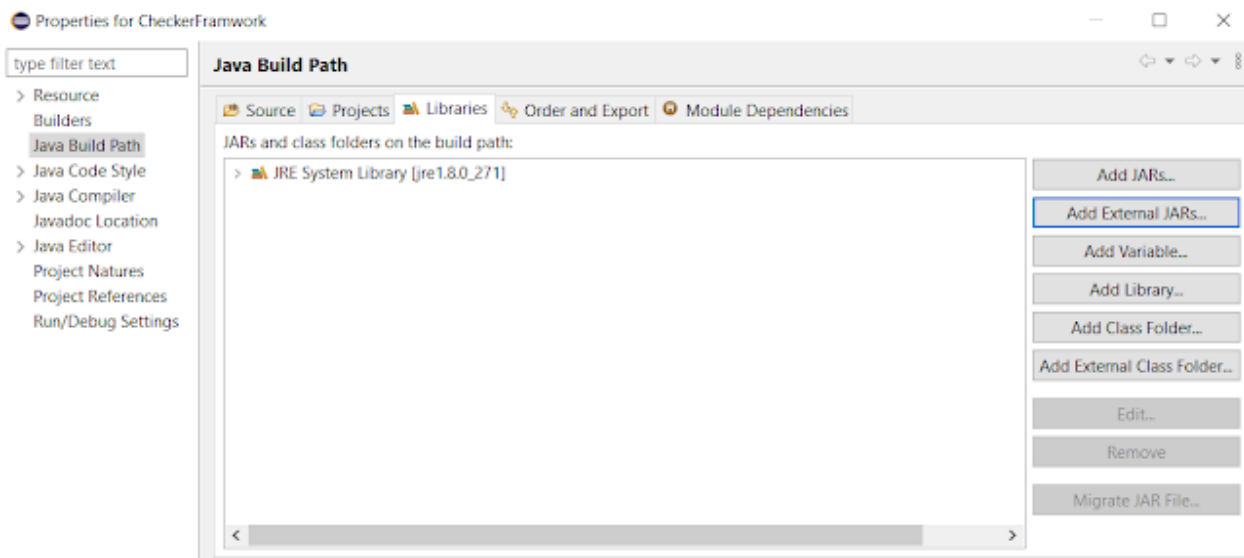 Properties for CheckerFramwork
type filter text
Resource
Builders
Java Build Path
Java Code Style
Java Compiler
Javadoc Location
Java Editor
Project Natures
Project References
Run/Debug Settings
Java Build Path
Source Projects Libraries Order and Export Module Dependencies
JARs and class folders on the build path:
JRE System Library [jre1.8.0_271]
Add JARs...
Add External JARs...
Add Variable...
Add Library...
Add Class Folder...
Add External Class Folder...
Edit...
Remove
Migrate JAR File...